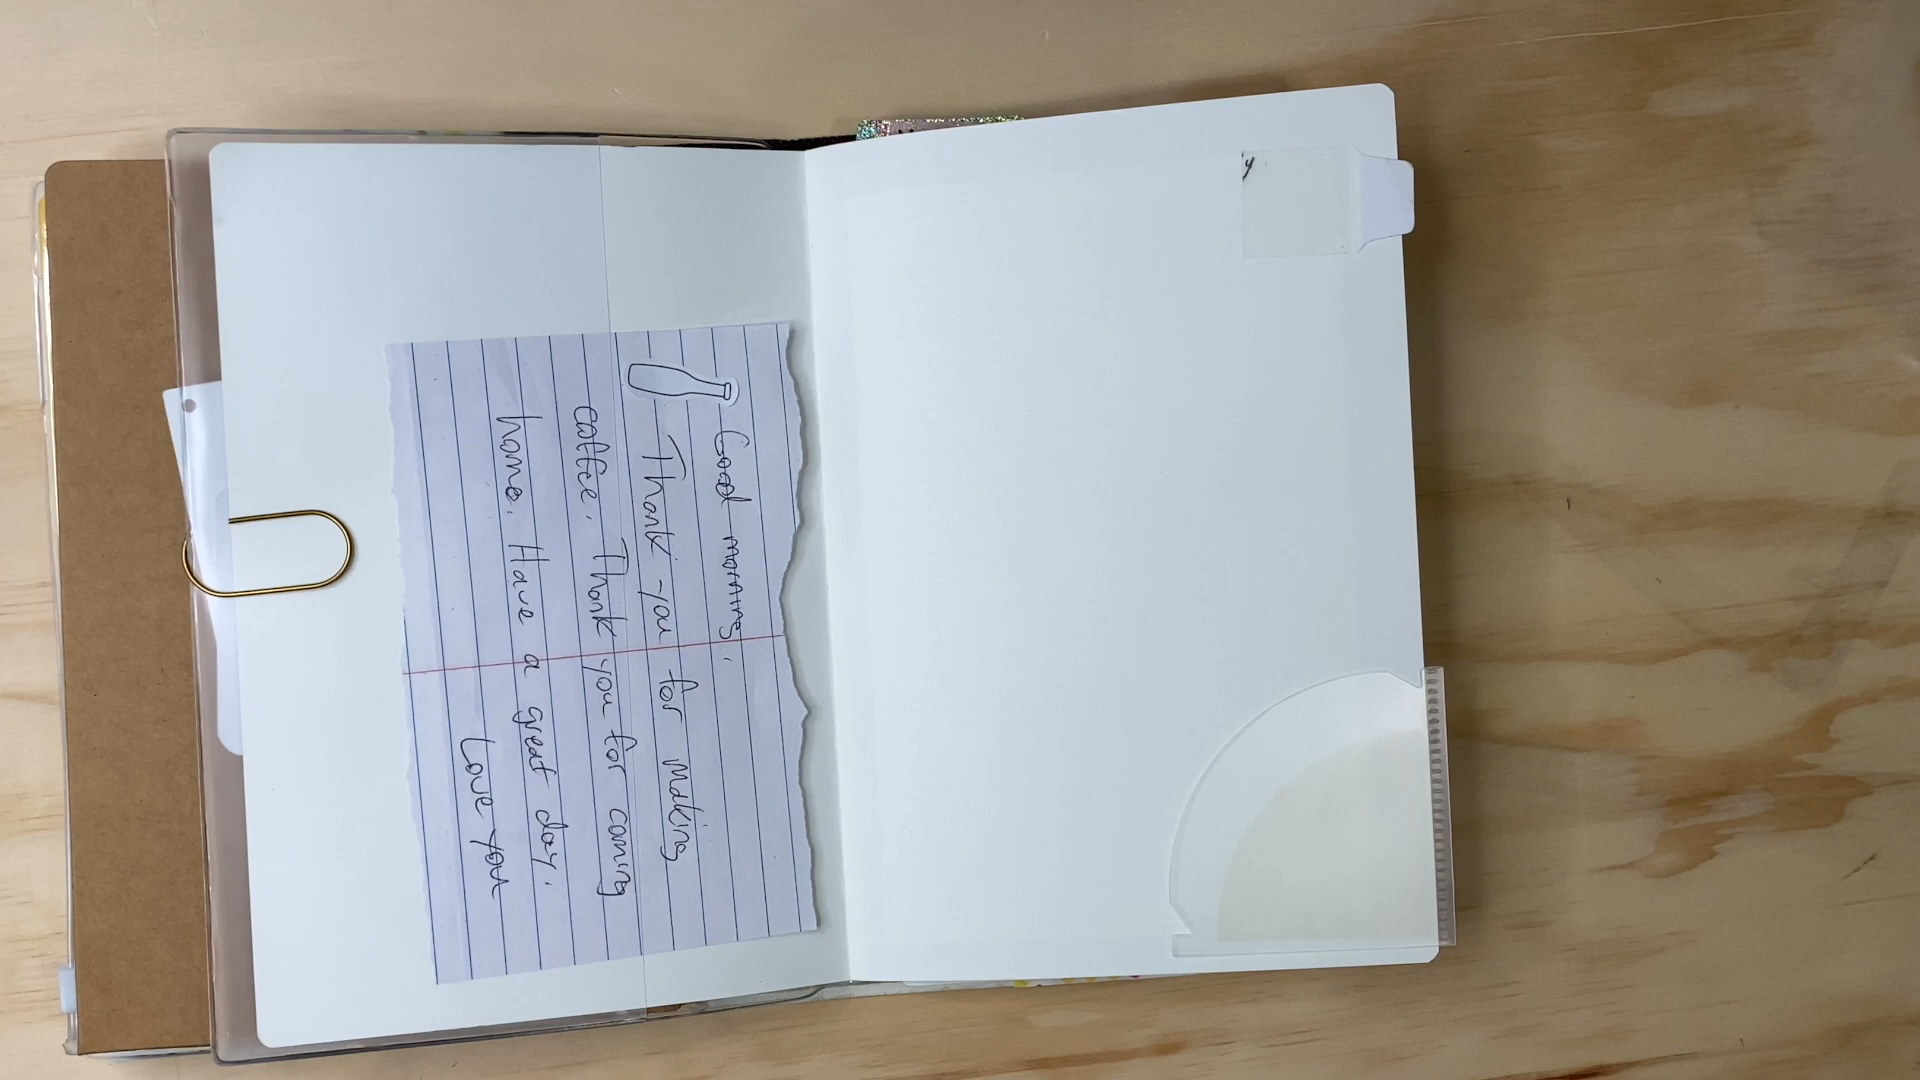 Good morning,
Thank you for making
coffee. Thank you for coming
home. Have a great day.
Love you
y